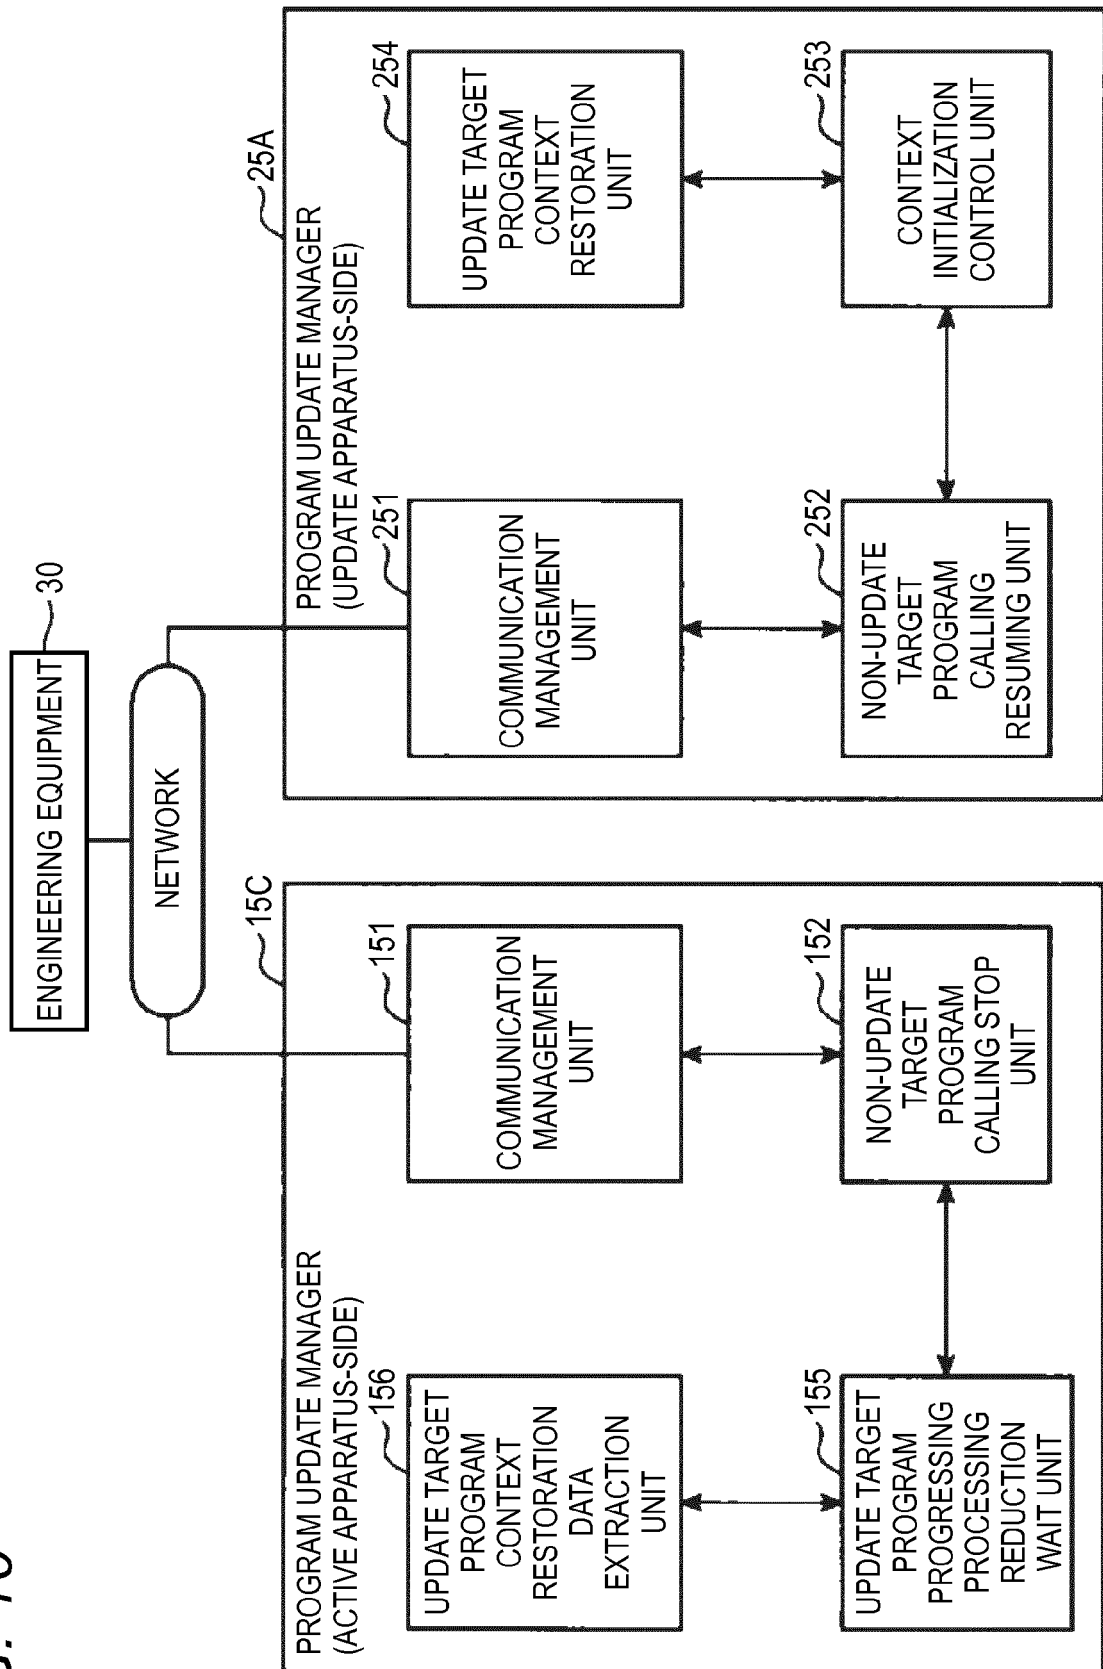 ENGINEERING EQUIPMENT
30
NETWORK
PROGRAM UPDATE MANAGER
(ACTIVE APPARATUS-SIDE)
15C
UPDATE TARGET
PROGRAM
CONTEXT
RESTORATION
DATA
EXTRACTION
UNIT
156
COMMUNICATION
MANAGEMENT
UNIT
151
UPDATE TARGET
PROGRAM
PROGRESSING
PROCESSING
REDUCTION
WAIT UNIT
155
NON-UPDATE
TARGET
PROGRAM
CALLING STOP
UNIT
152
PROGRAM UPDATE MANAGER
(UPDATE APPARATUS-SIDE)
25A
COMMUNICATION
MANAGEMENT
UNIT
251
UPDATE TARGET
PROGRAM
CONTEXT
RESTORATION
UNIT
254
NON-UPDATE
TARGET
PROGRAM
CALLING
RESUMING UNIT
252
CONTEXT
INITIALIZATION
CONTROL UNIT
253